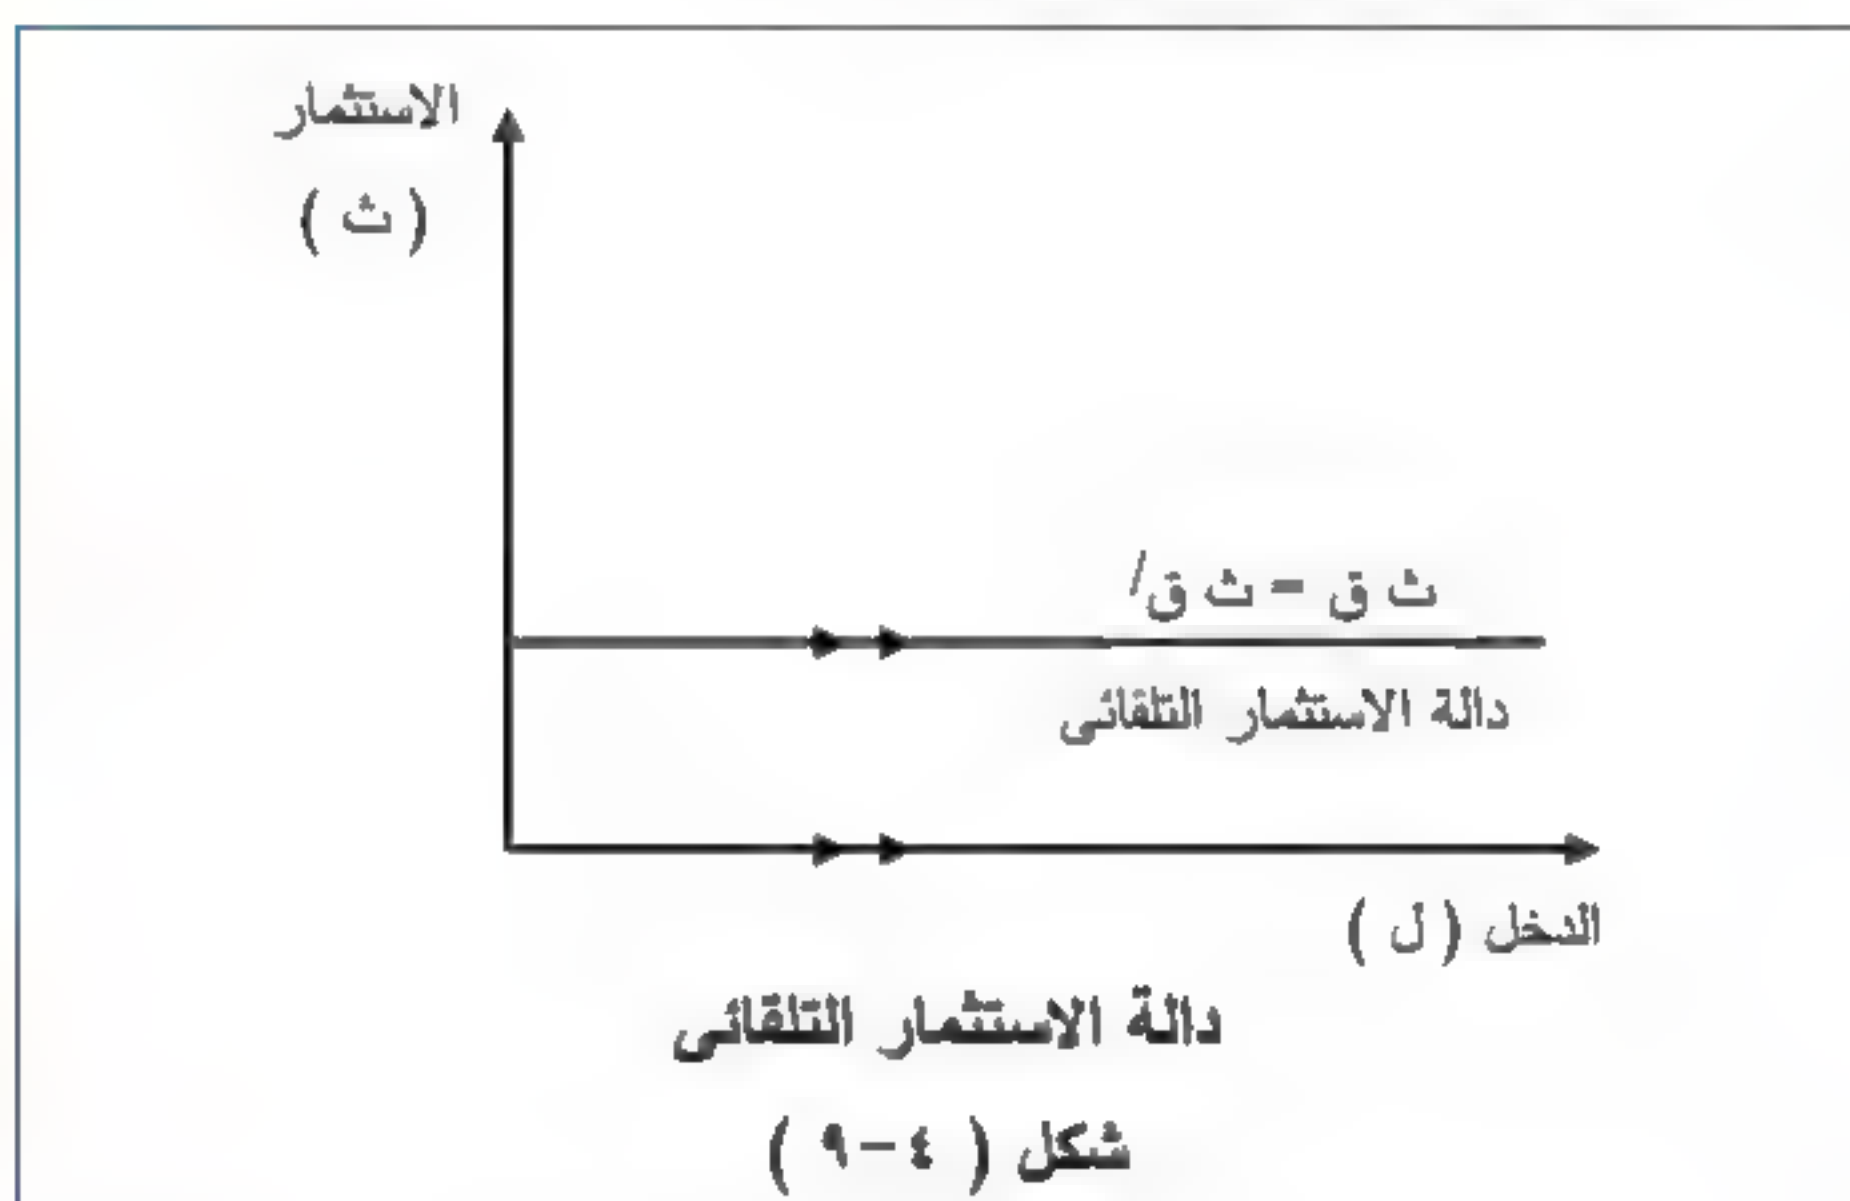 الاستثمار
( ث )
ث ق = ث ق/
دالة الاستثمار التلقائى
الدخل ( ل )
دالة الاستثمار التلقائى
شكل ( ٤-٩ )